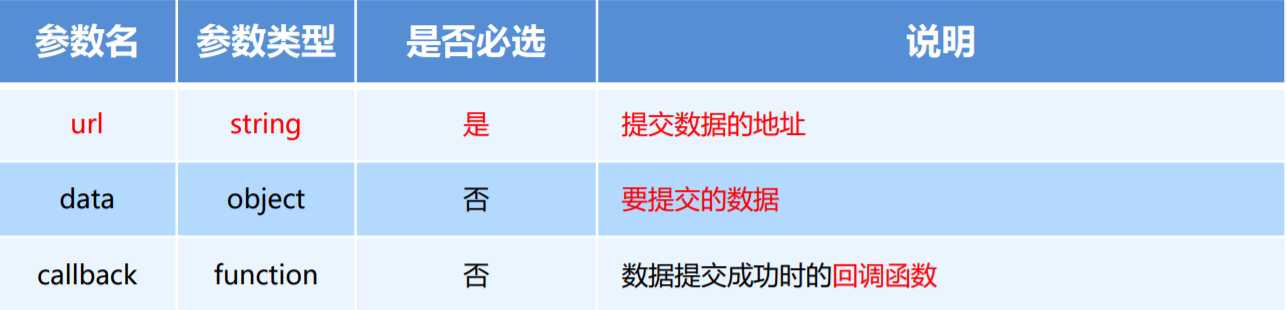 参数名 参数类型 是否必选 说明
url string 是 提交数据的地址
data object 否 要提交的数据
callback function 否 数据提交成功时的回调函数